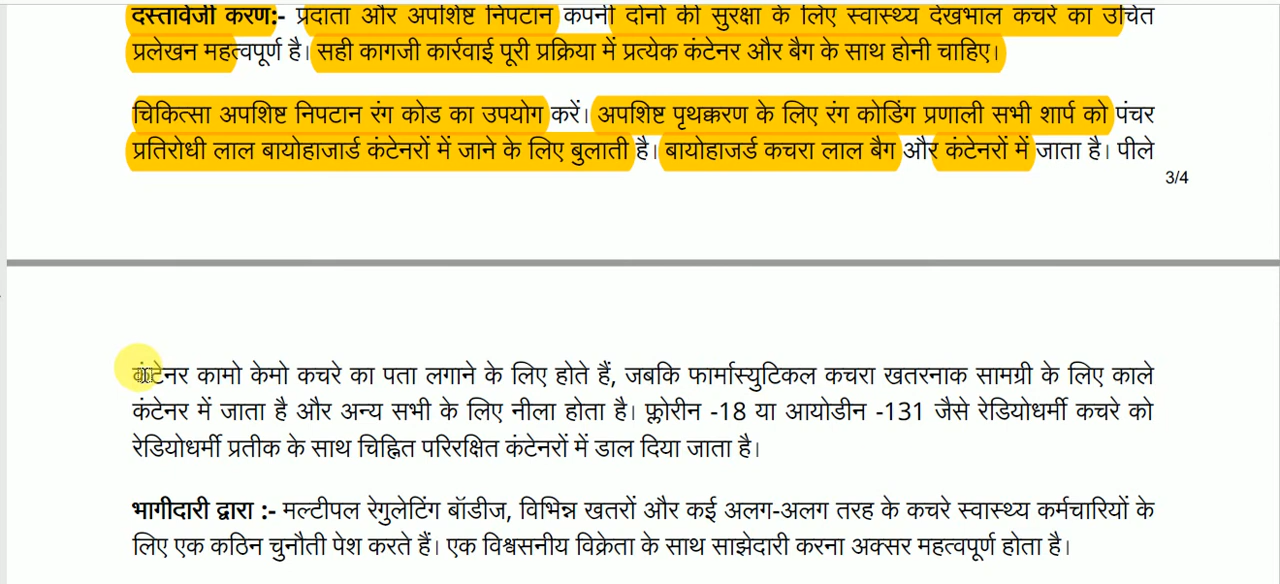 दस्तावेजी करण:- प्रदाता और अपशिष्ट निपटान कंपनी दोनों की सुरक्षा के लिए स्वास्थ्य देखभाल कचरे का उचित
प्रलेखन महत्वपूर्ण है। सही कागजी कार्रवाई पूरी प्रक्रिया में प्रत्येक कंटेनर और बैग के साथ होनी चाहिए।
चिकित्सा अपशिष्ट निपटान रंग कोड का उपयोग करें। अपशिष्ट पृथक्करण के लिए रंग कोडिंग प्रणाली सभी शार्प को पंचर
प्रतिरोधी लाल बायोहाजार्ड कंटेनरों में जाने के लिए बुलाती है। बायोहाजर्ड कचरा लाल बैग और कंटेनरों में जाता है। पीले
3/4
कंटेनर कामो केमो कचरे का पता लगाने के लिए होते हैं, जबकि फार्मास्युटिकल कचरा खतरनाक सामग्री के लिए काले
कंटेनर में जाता है और अन्य सभी के लिए नीला होता है। फ़्लोरीन -18 या आयोडीन -131 जैसे रेडियोधर्मी कचरे को
रेडियोधर्मी प्रतीक के साथ चिह्नित परिरक्षित कंटेनरों में डाल दिया जाता है।
भागीदारी द्वारा :- मल्टीपल रेगुलेटिंग बॉडीज, विभिन्न खतरों और कई अलग-अलग तरह के कचरे स्वास्थ्य कर्मचारियों के
लिए एक कठिन चुनौती पेश करते हैं। एक विश्वसनीय विक्रेता के साथ साझेदारी करना अक्सर महत्वपूर्ण होता है।